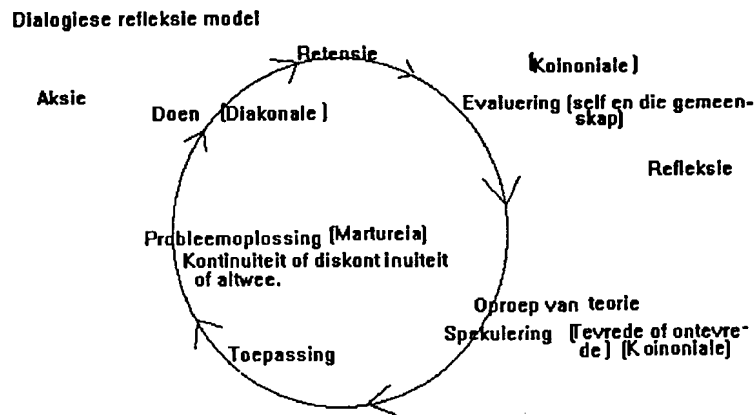 Dialogiese refleksie model
Retensie
(Koinoniale)
Aksie
Doen (Diakonale)
Evaluering (self en die gemeen-
skap)
Refleksie
Probleemoplossing (Martureia)
Kontinuiteit of diskontinuiteit
of altwee.
Oproep van teorie
Spekulering (Tevrede of ontevre-
de) (Koinoniale)
Toepassing